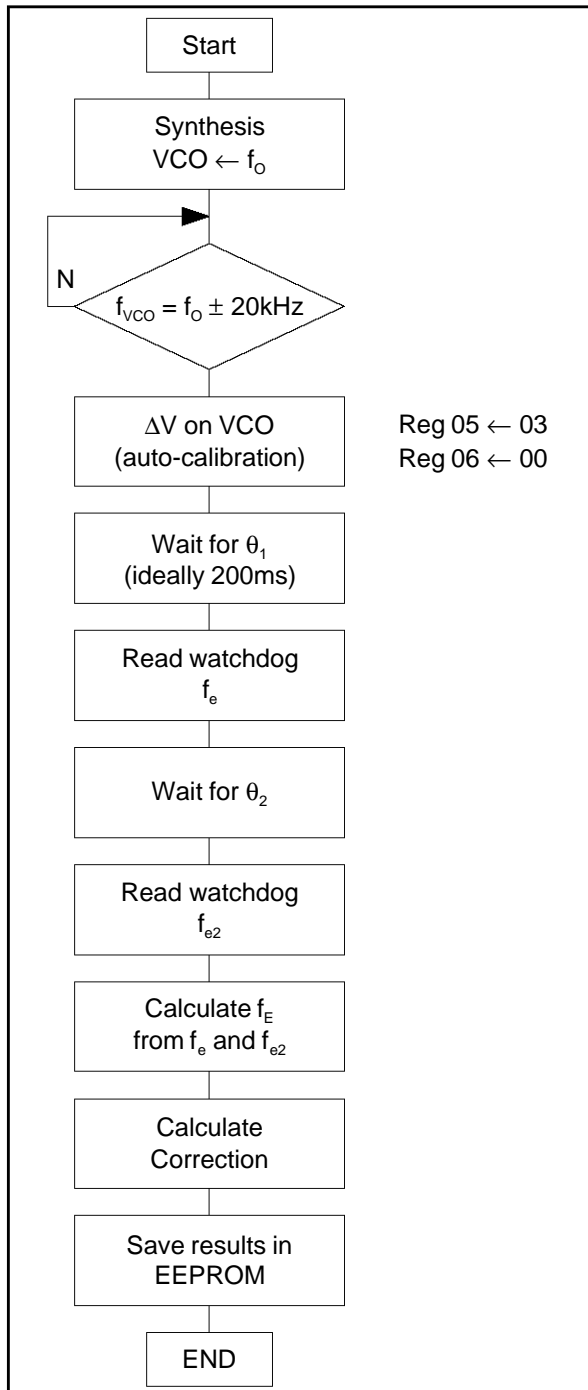 Start
Synthesis
VCO ← fO
N
fVCO = fO ± 20kHz
ΔV on VCO
(auto-calibration)
Reg 05 ← 03
Reg 06 ← 00
Wait for θ1
(ideally 200ms)
Read watchdog
fe
Wait for θ2
Read watchdog
fe2
Calculate fE
from fe and fe2
Calculate
Correction
Save results in
EEPROM
END